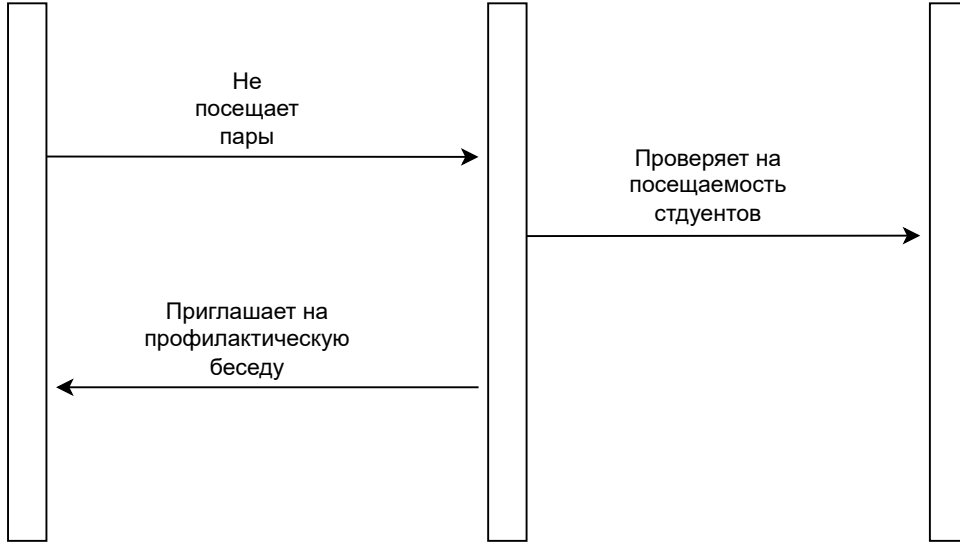 Не
посещает
пары
Проверяет на
посещаемость
стдуентов
Приглашает на
профилактическую
беседу